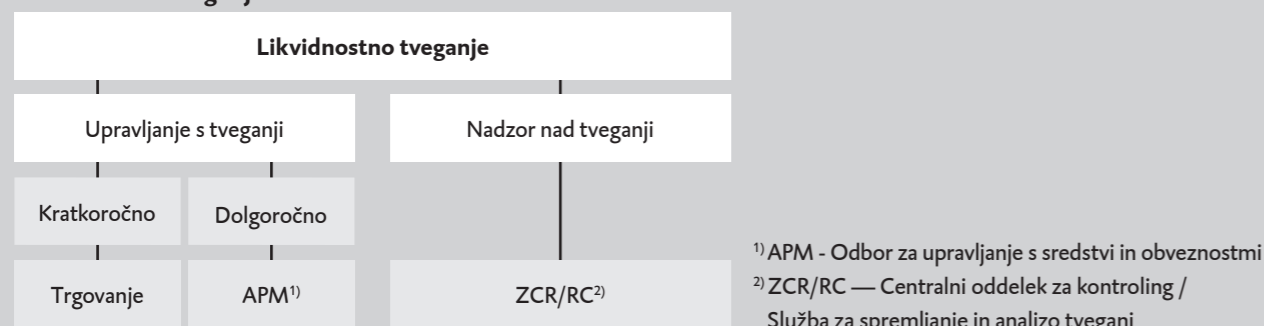 Likvidnostno tveganje
Upravljanje s tveganji
Nadzor nad tveganji
Kratkoročno
Dolgoročno
Trgovanje
APM¹⁾
ZCR/RC²⁾
¹⁾ APM - Odbor za upravljanje s sredstvi in obveznostmi
²⁾ ZCR/RC — Centralni oddelek za kontroling /
Služba za spremljanje in analizo tveganj